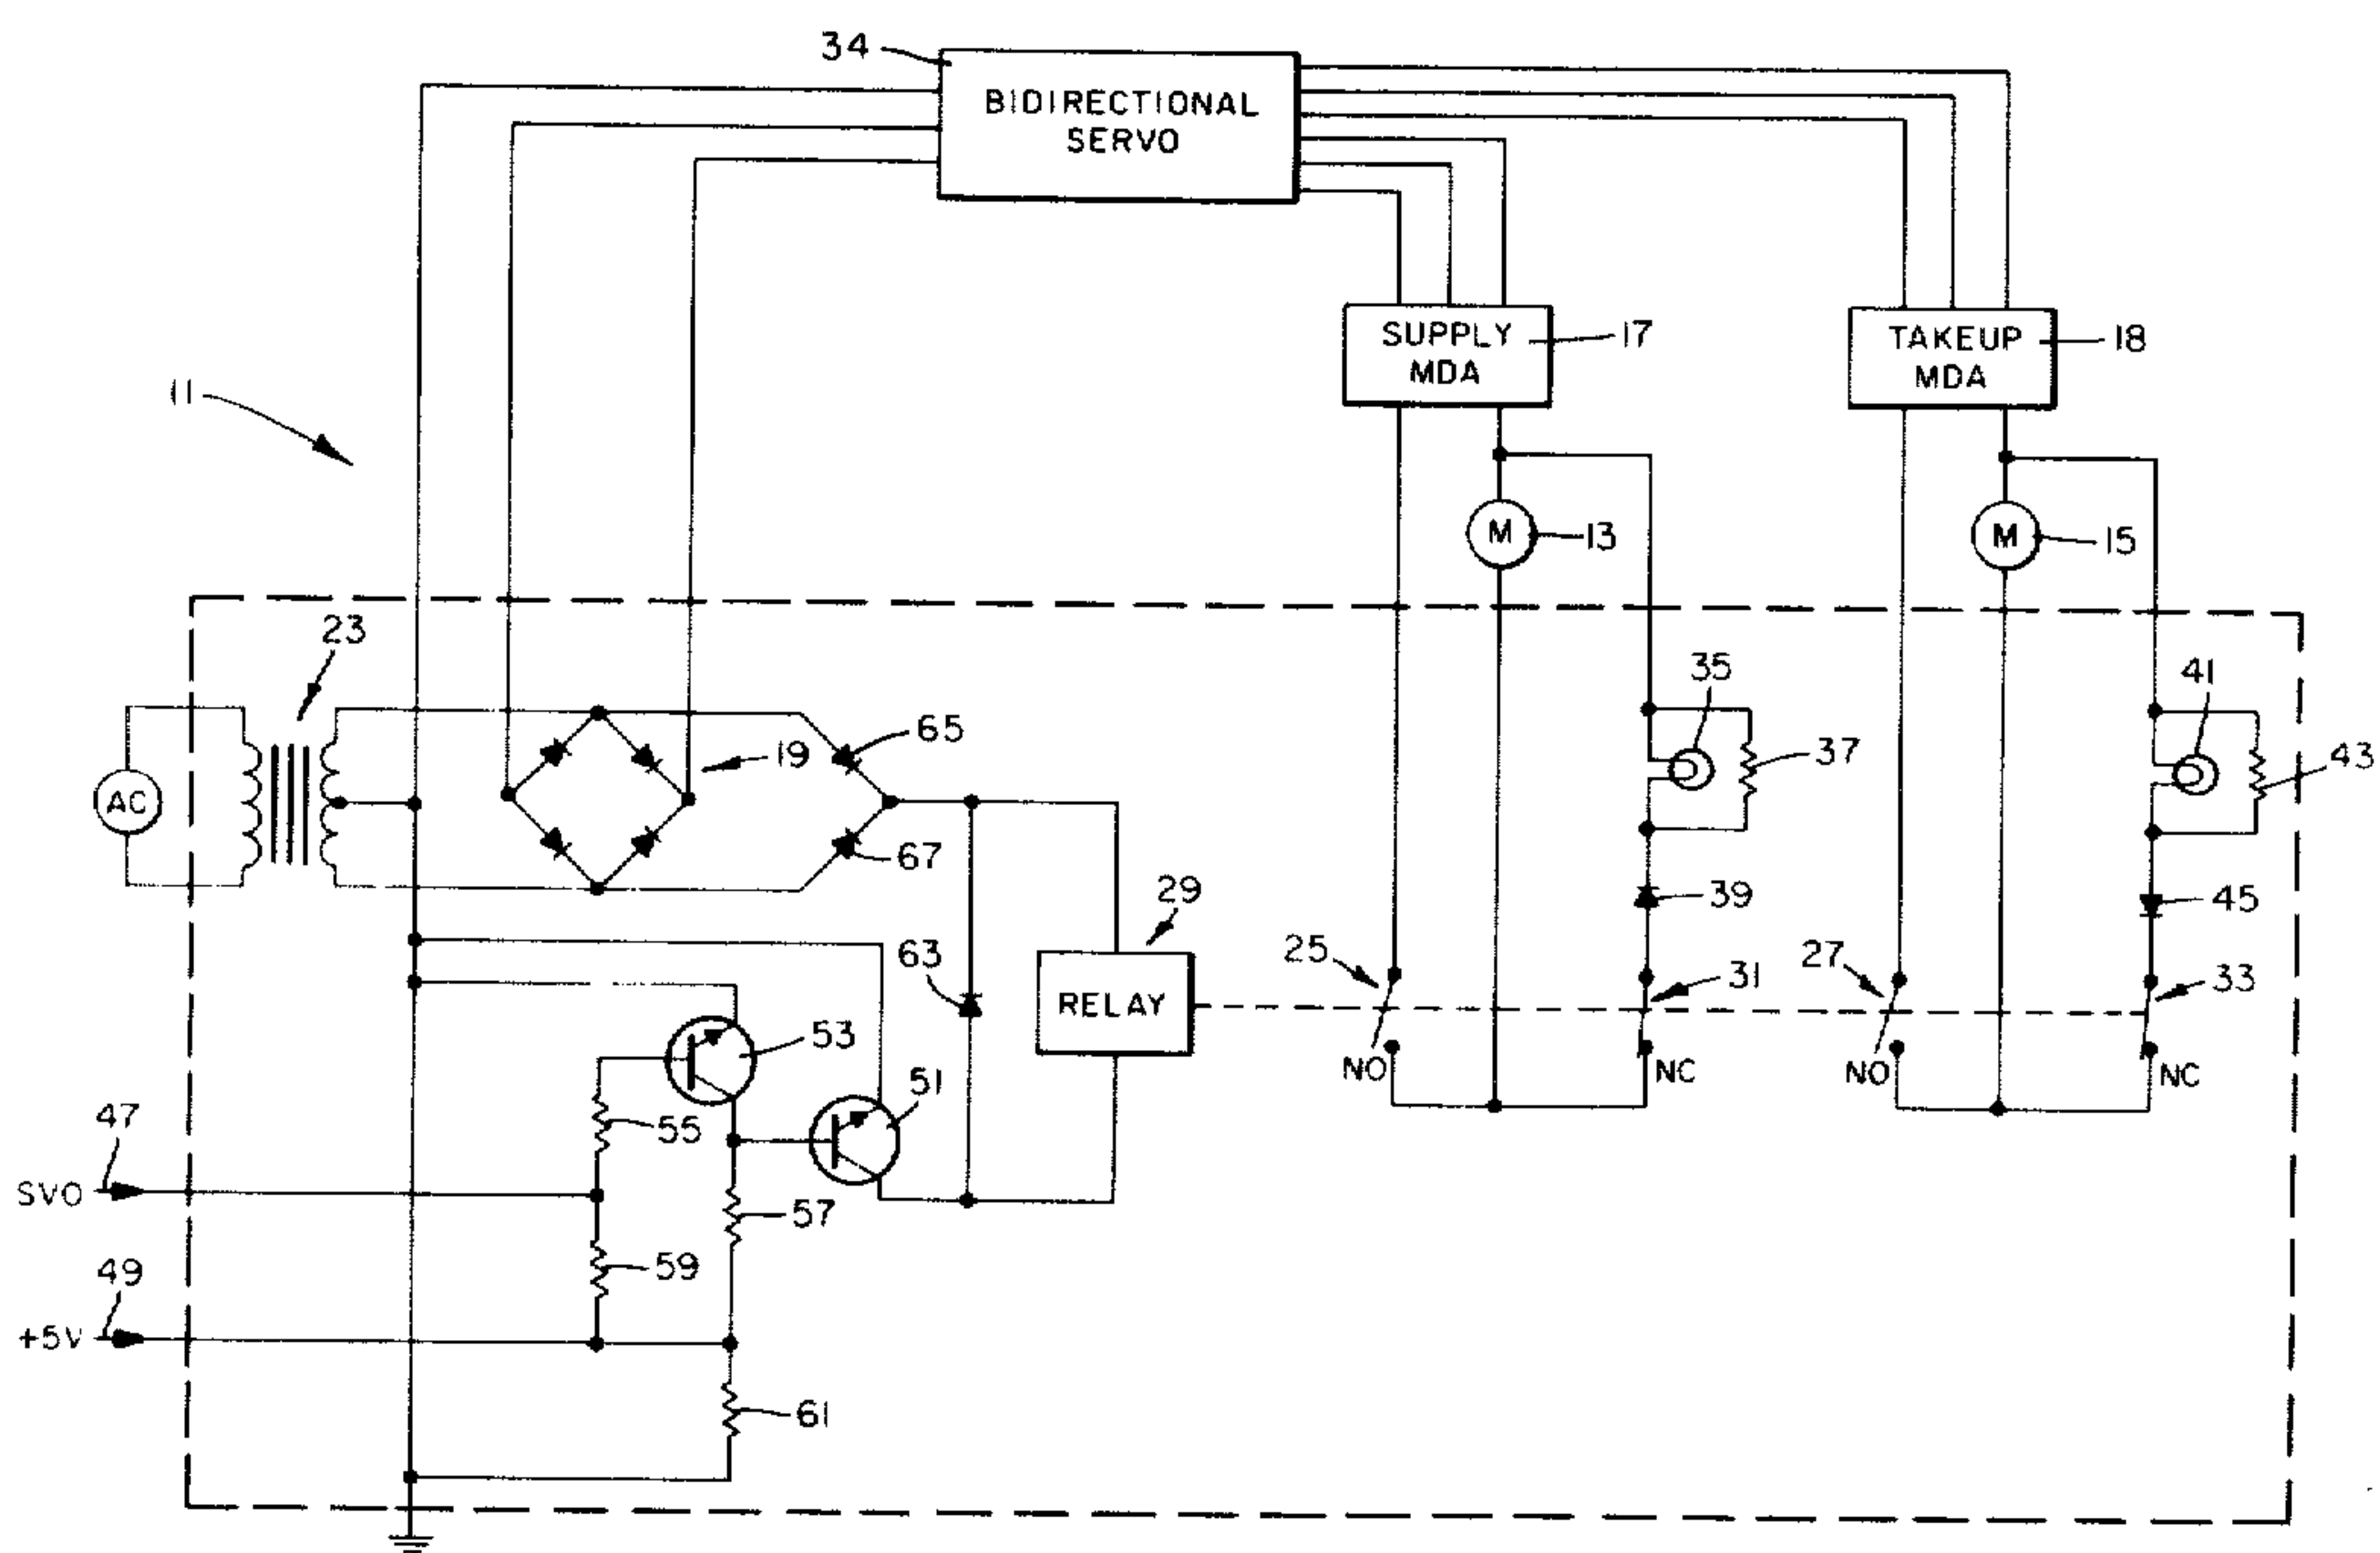 34
BIDIRECTIONAL
SERVO
SUPPLY
MDA
17
TAKEUP
MDA
18
11
M
13
M
15
23
35
41
65
19
37
43
AC
67
29
39
45
25
63
31
27
33
RELAY
53
NO
NC
NO
NC
51
47
55
SVO
57
59
49
+5V
61